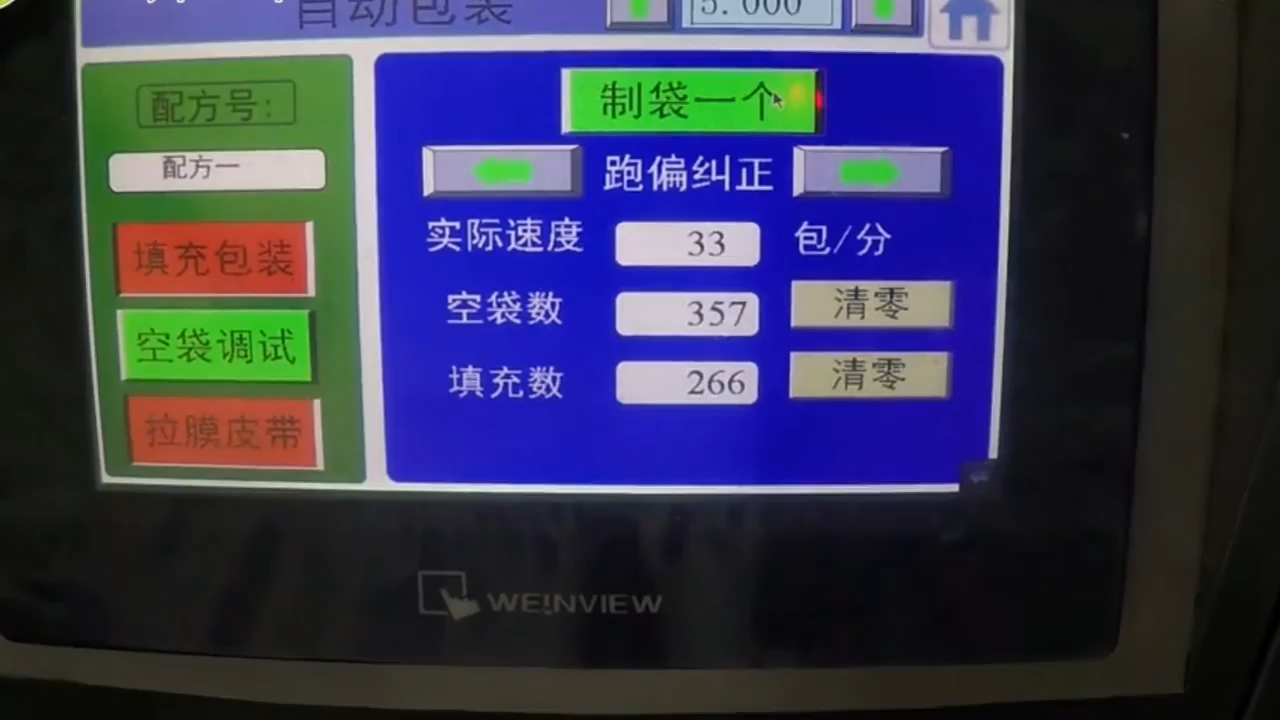 自动包装 5.000
配方号:
配方一
填充包装
空袋调试
拉膜皮带
制袋一个
跑偏纠正
实际速度 33 包/分
空袋数 357 清零
填充数 266 清零
WEINVIEW